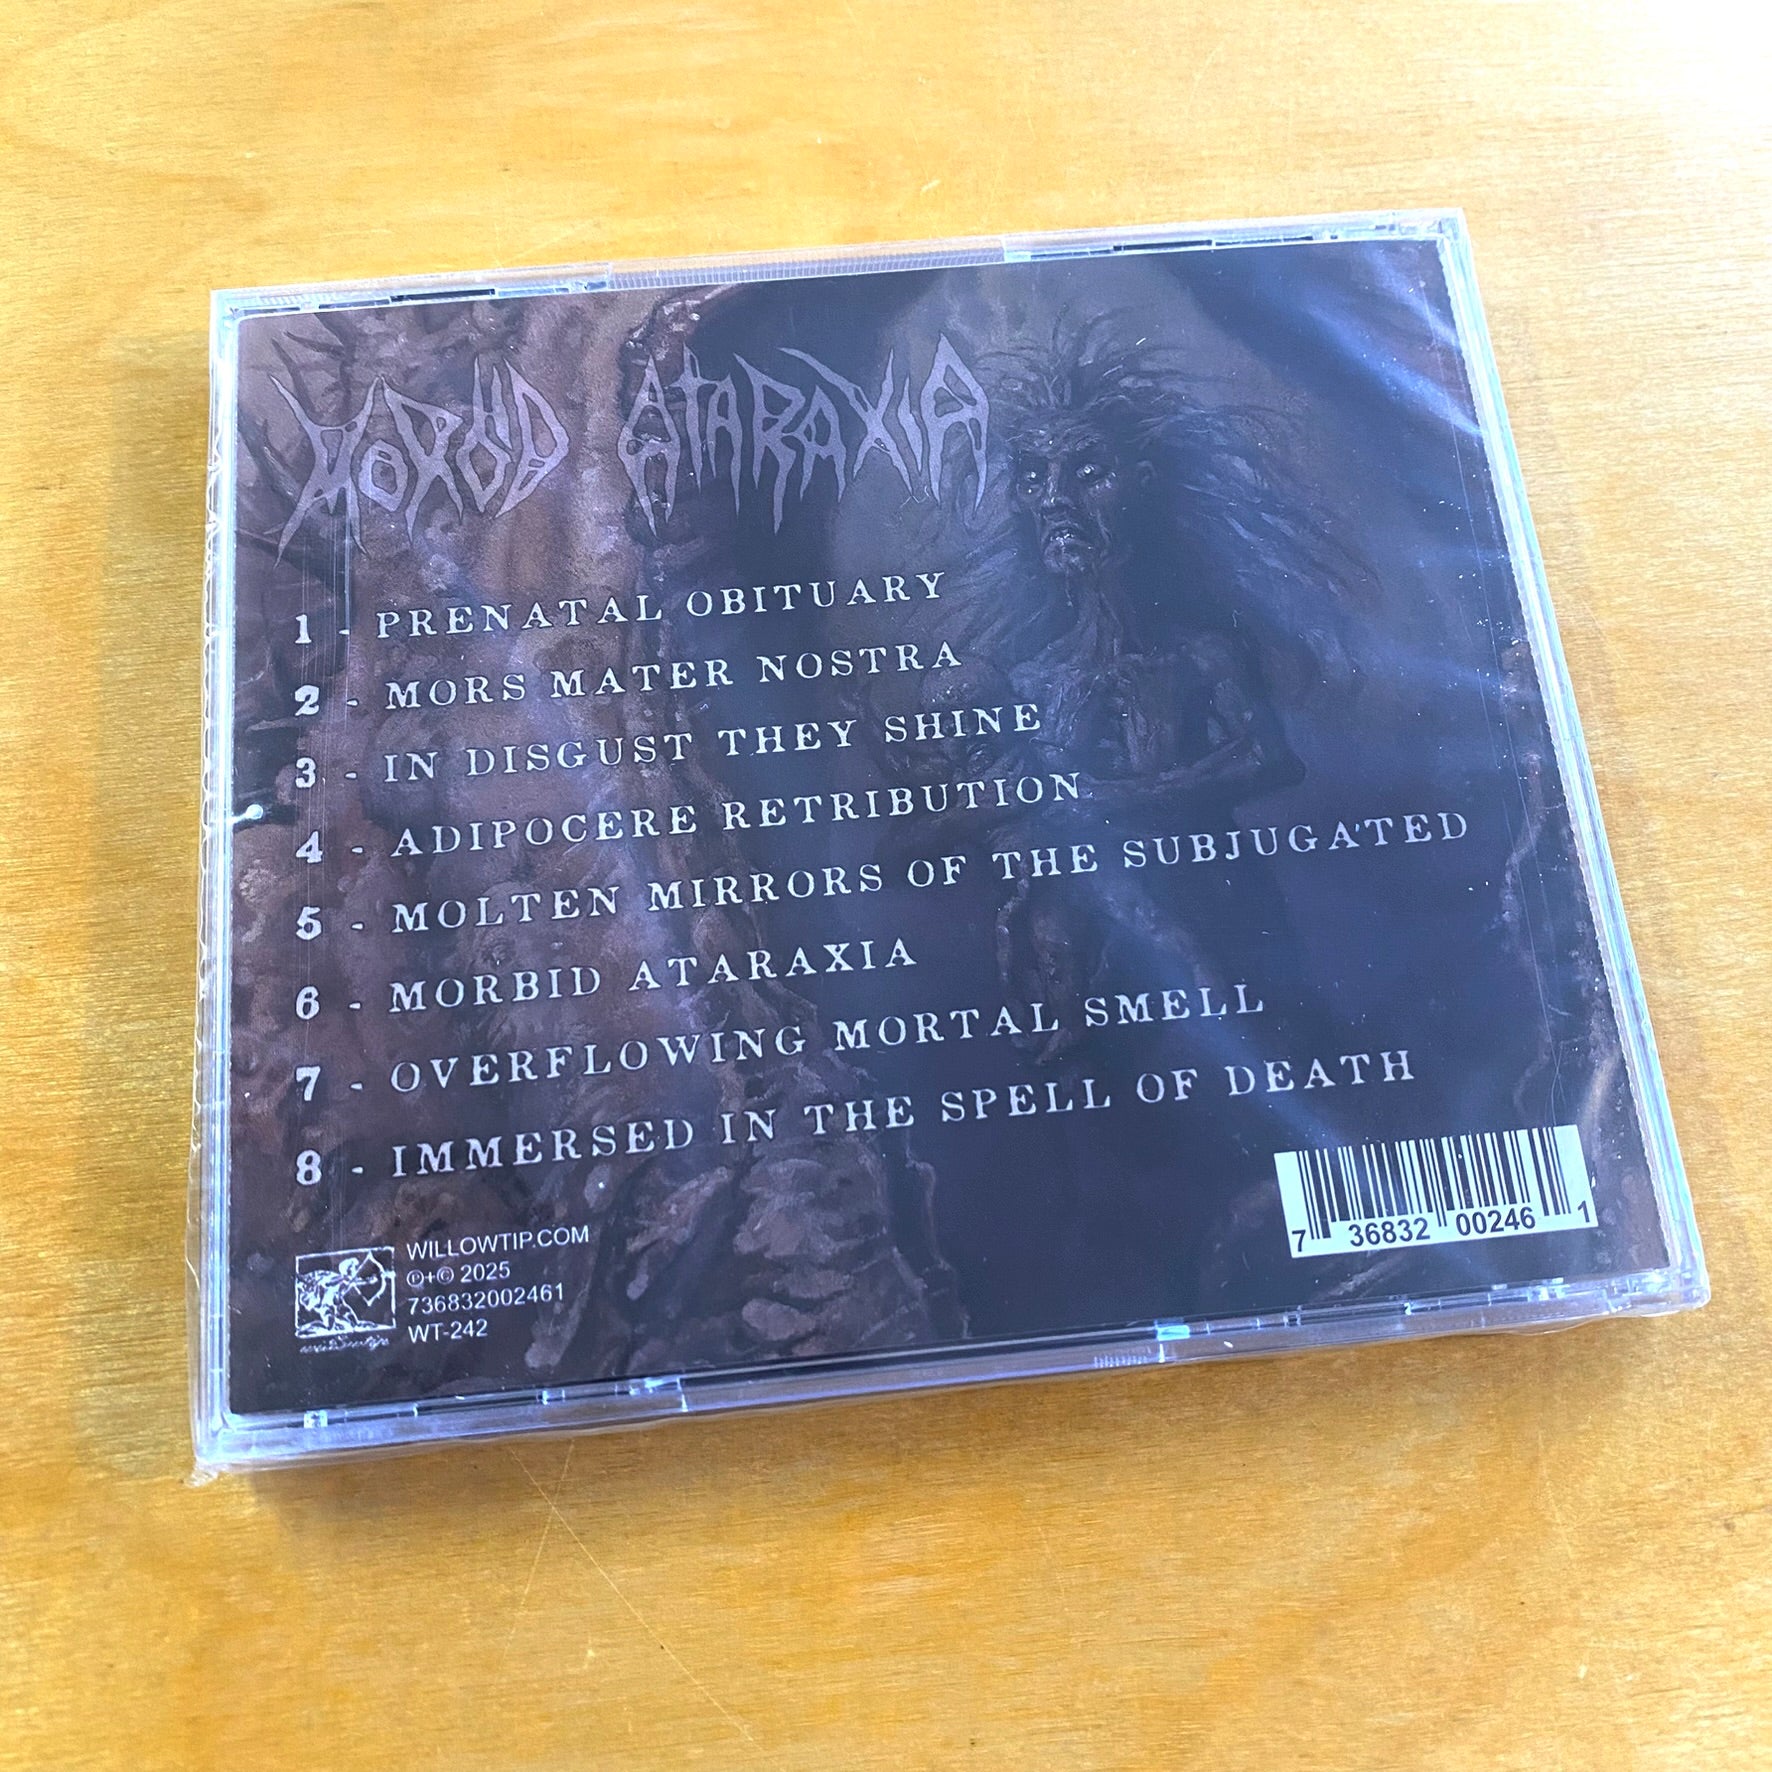 MORBID ATARAXIA
1 - PRENATAL OBITUARY
2 - MORS MATER NOSTRA
3 - IN DISGUST THEY SHINE
4 - ADIPOCERE RETRIBUTION
5 - MOLTEN MIRRORS OF THE SUBJUGATED
6 - MORBID ATARAXIA
7 - OVERFLOWING MORTAL SMELL
8 - IMMERSED IN THE SPELL OF DEATH
WILLOWTIP.COM
℗+© 2025
736832002461
WT-242
willowtip
7 36832 00246 1